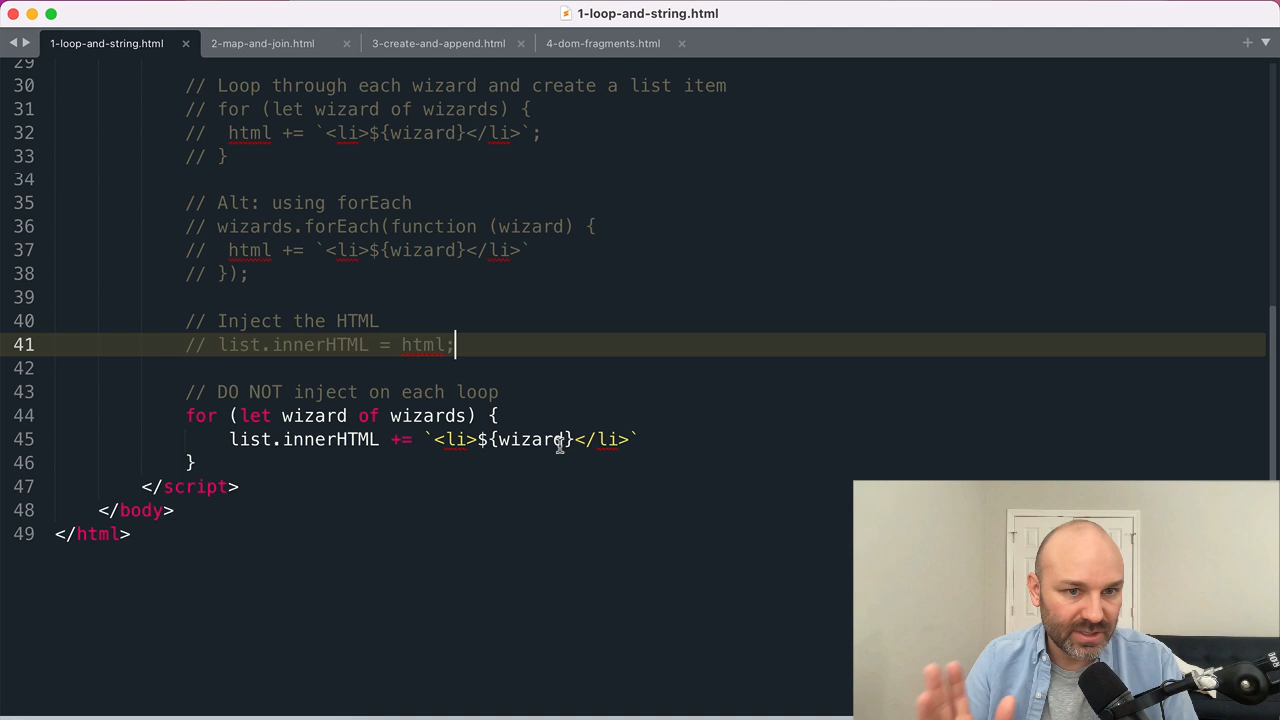 1-loop-and-string.html
1-loop-and-string.html
2-map-and-join.html
3-create-and-append.html
4-dom-fragments.html
29
30 // Loop through each wizard and create a list item
31 // for (let wizard of wizards) {
32 // html += `<li>${wizard}</li>`;
33 // }
34
35 // Alt: using forEach
36 // wizards.forEach(function (wizard) {
37 // html += `<li>${wizard}</li>`
38 // });
39
40 // Inject the HTML
41 // list.innerHTML = html;
42
43 // DO NOT inject on each loop
44 for (let wizard of wizards) {
45 list.innerHTML += `<li>${wizard}</li>`
46 }
47 </script>
48 </body>
49 </html>